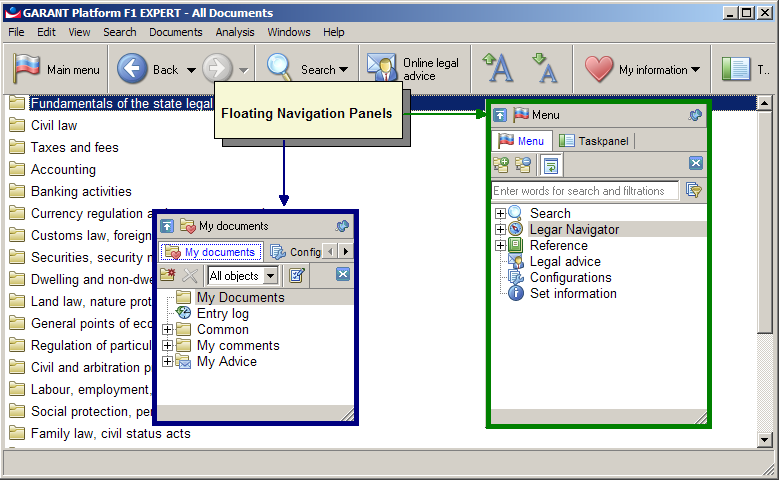 GARANT Platform F1 EXPERT - All Documents
File Edit View Search Documents Analysis Windows Help
Main menu Back Search Online legal advice My information T..
Fundamentals of the state legal
Civil law
Taxes and fees
Accounting
Banking activities
Currency regulation
Customs law, foreign
Securities, security
Dwelling and non-dwe
Land law, nature prot
General points of eco
Regulation of particul
Civil and arbitration p
Labour, employment,
Social protection, pe
Family law, civil status acts
Floating Navigation Panels
My documents
My documents Config
All objects
My Documents
Entry log
Common
My comments
My Advice
Menu
Menu Taskpanel
Enter words for search and filtrations
Search
Legar Navigator
Reference
Legal advice
Configurations
Set information